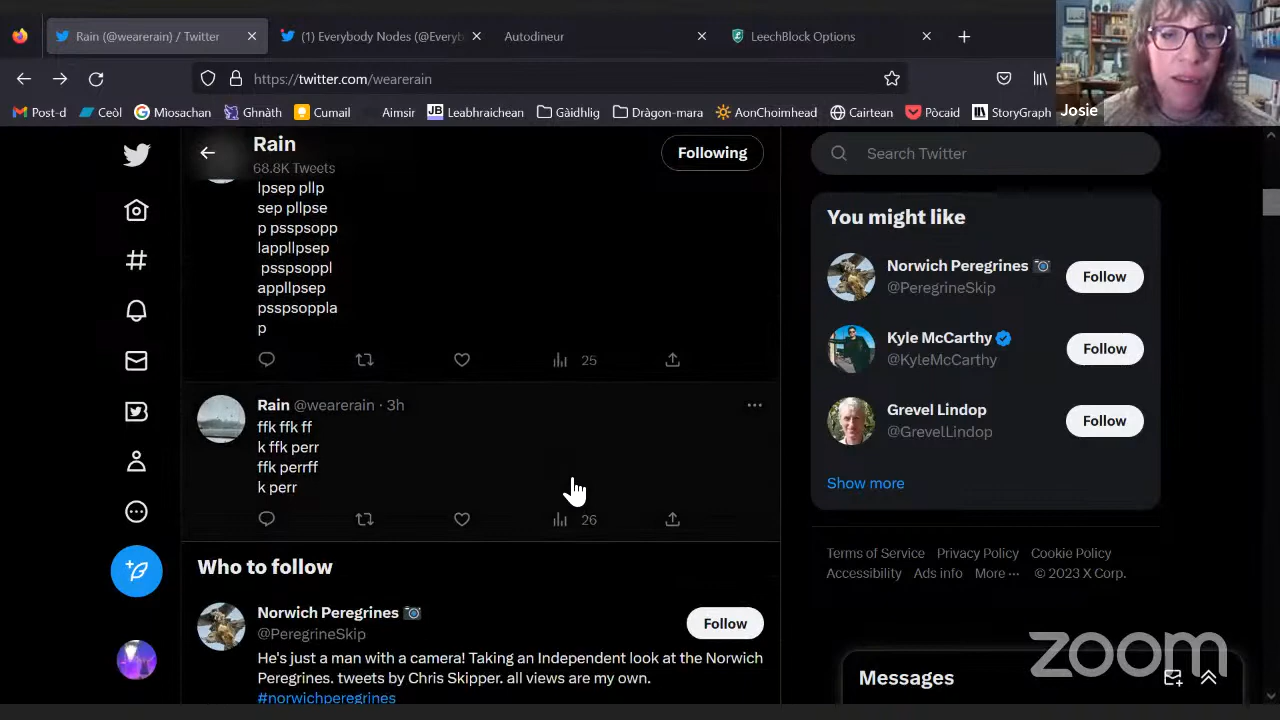 Rain (@wearerain) / Twitter
(1) Everybody Nodes (@Everyb
Autodineur
LeechBlock Options
https://twitter.com/wearerain
Post-d
Ceòl
Mìosachan
Ghnàth
Cumail
Aimsir
JB Leabhraichean
Gàidhlig
Dràgon-mara
AonChoimhead
Cairtean
Pòcaid
StoryGraph
Josie
Rain
68.8K Tweets
Following
lpsep pllp
sep pllpse
p psspsopp
lappllpsep
psspsoppl
appllpsep
psspsoppla
p
25
Rain @wearerain · 3h
ffk ffk ff
k ffk perr
ffk perrff
k perr
26
Who to follow
Norwich Peregrines
@PeregrineSkip
Follow
He's just a man with a camera! Taking an Independent look at the Norwich
Peregrines. tweets by Chris Skipper. all views are my own.
#norwichperegrines
Search Twitter
You might like
Norwich Peregrines
@PeregrineSkip
Follow
Kyle McCarthy
@KyleMcCarthy
Follow
Grevel Lindop
@GrevelLindop
Follow
Show more
Terms of Service Privacy Policy Cookie Policy
Accessibility Ads info More ··· © 2023 X Corp.
Messages
zoom